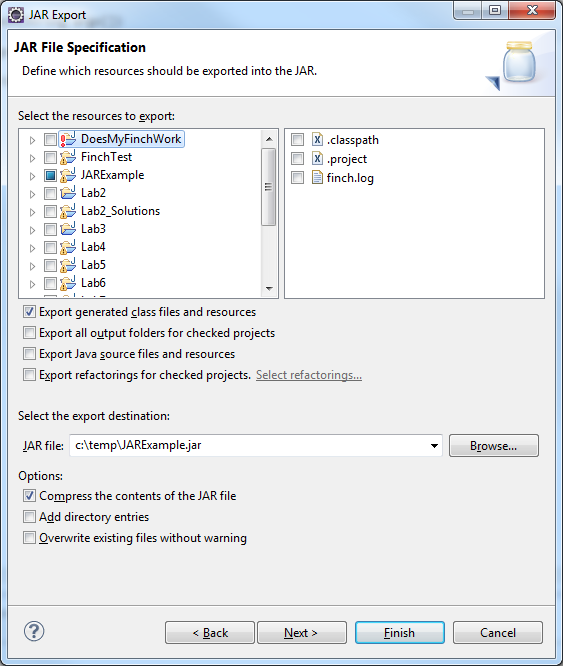 JAR Export
JAR File Specification
Define which resources should be exported into the JAR.
Select the resources to export:
DoesMyFinchWork
FinchTest
JARExample
Lab2
Lab2_Solutions
Lab3
Lab4
Lab5
Lab6
.classpath
.project
finch.log
Export generated class files and resources
Export all output folders for checked projects
Export Java source files and resources
Export refactorings for checked projects. Select refactorings...
Select the export destination:
JAR file: c:\temp\JARExample.jar Browse...
Options:
Compress the contents of the JAR file
Add directory entries
Overwrite existing files without warning
? < Back Next > Finish Cancel